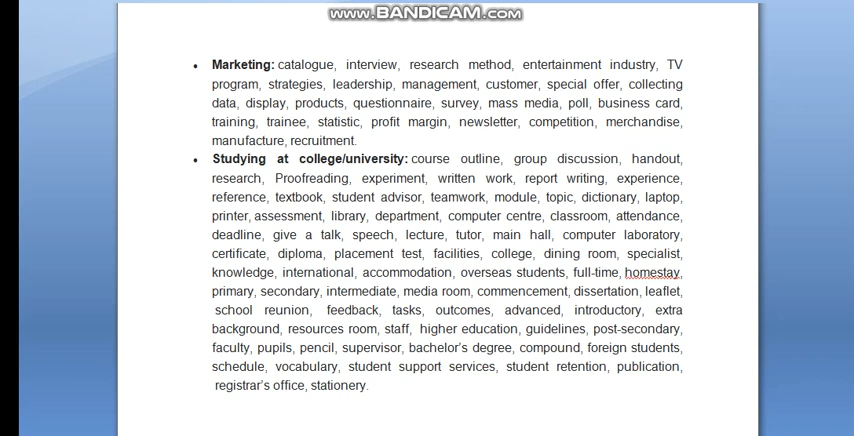 www.BANDICAM.com
• Marketing: catalogue, interview, research method, entertainment industry, TV
program, strategies, leadership, management, customer, special offer, collecting
data, display, products, questionnaire, survey, mass media, poll, business card,
training, trainee, statistic, profit margin, newsletter, competition, merchandise,
manufacture, recruitment.
• Studying at college/university: course outline, group discussion, handout,
research, Proofreading, experiment, written work, report writing, experience,
reference, textbook, student advisor, teamwork, module, topic, dictionary, laptop,
printer, assessment, library, department, computer centre, classroom, attendance,
deadline, give a talk, speech, lecture, tutor, main hall, computer laboratory,
certificate, diploma, placement test, facilities, college, dining room, specialist,
knowledge, international, accommodation, overseas students, full-time, homestay,
primary, secondary, intermediate, media room, commencement, dissertation, leaflet,
school reunion, feedback, tasks, outcomes, advanced, introductory, extra
background, resources room, staff, higher education, guidelines, post-secondary,
faculty, pupils, pencil, supervisor, bachelor's degree, compound, foreign students,
schedule, vocabulary, student support services, student retention, publication,
registrar's office, stationery.